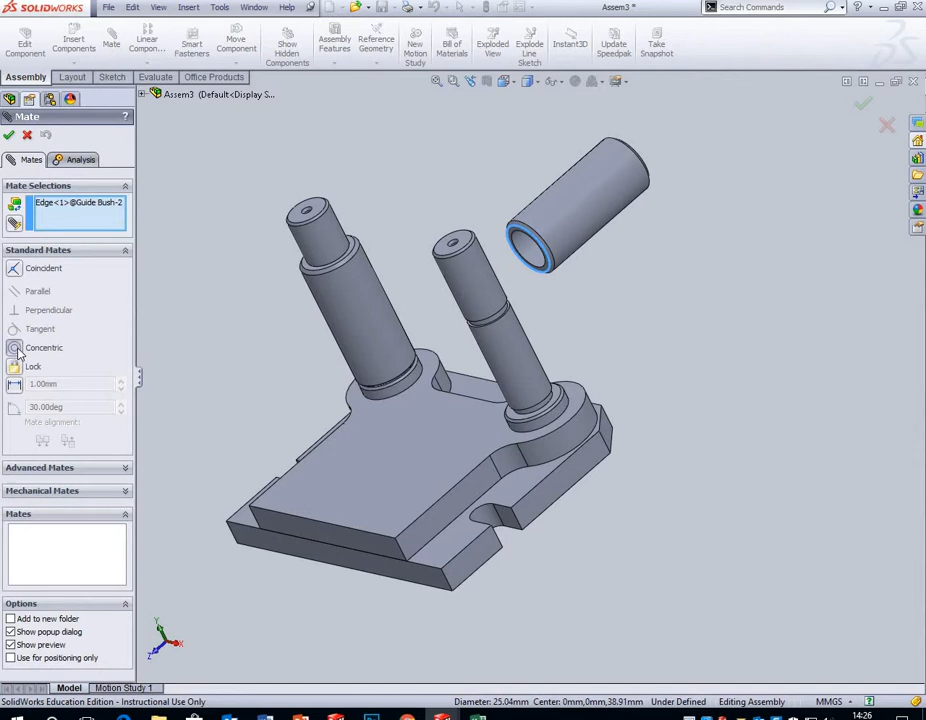 SOLIDWORKS
File Edit View Insert Tools Window Help
Assem3 *
Search Commands
Edit Component
Insert Components
Mate
Linear Compon...
Smart Fasteners
Move Component
Show Hidden Components
Assembly Features
Reference Geometry
New Motion Study
Bill of Materials
Exploded View
Explode Line Sketch
Instant3D
Update Speedpak
Take Snapshot
Assembly Layout Sketch Evaluate Office Products
Assem3 (Default<Display S...
Mate ?
Mates Analysis
Mate Selections
Edge<1>@Guide Bush-2
Standard Mates
Coincident
Parallel
Perpendicular
Tangent
Concentric
Lock
1.00mm
30.00deg
Mate alignment:
Advanced Mates
Mechanical Mates
Mates
Options
Add to new folder
Show popup dialog
Show preview
Use for positioning only
Y
X
Z
Model Motion Study 1
SolidWorks Education Edition - Instructional Use Only
Diameter: 25.04mm Center: 0mm,0mm,38.91mm Under Defined Editing Assembly MMGS
14:26